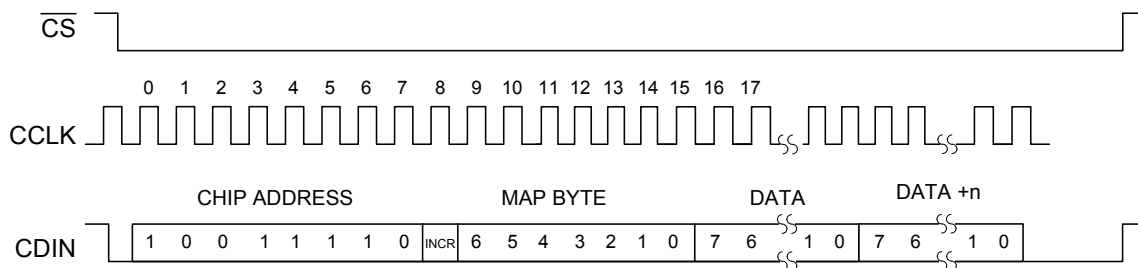 CS
0 1 2 3 4 5 6 7 8 9 10 11 12 13 14 15 16 17
CCLK
CHIP ADDRESS MAP BYTE DATA DATA +n
CDIN 1 0 0 1 1 1 1 0 INCR 6 5 4 3 2 1 0 7 6 1 0 7 6 1 0